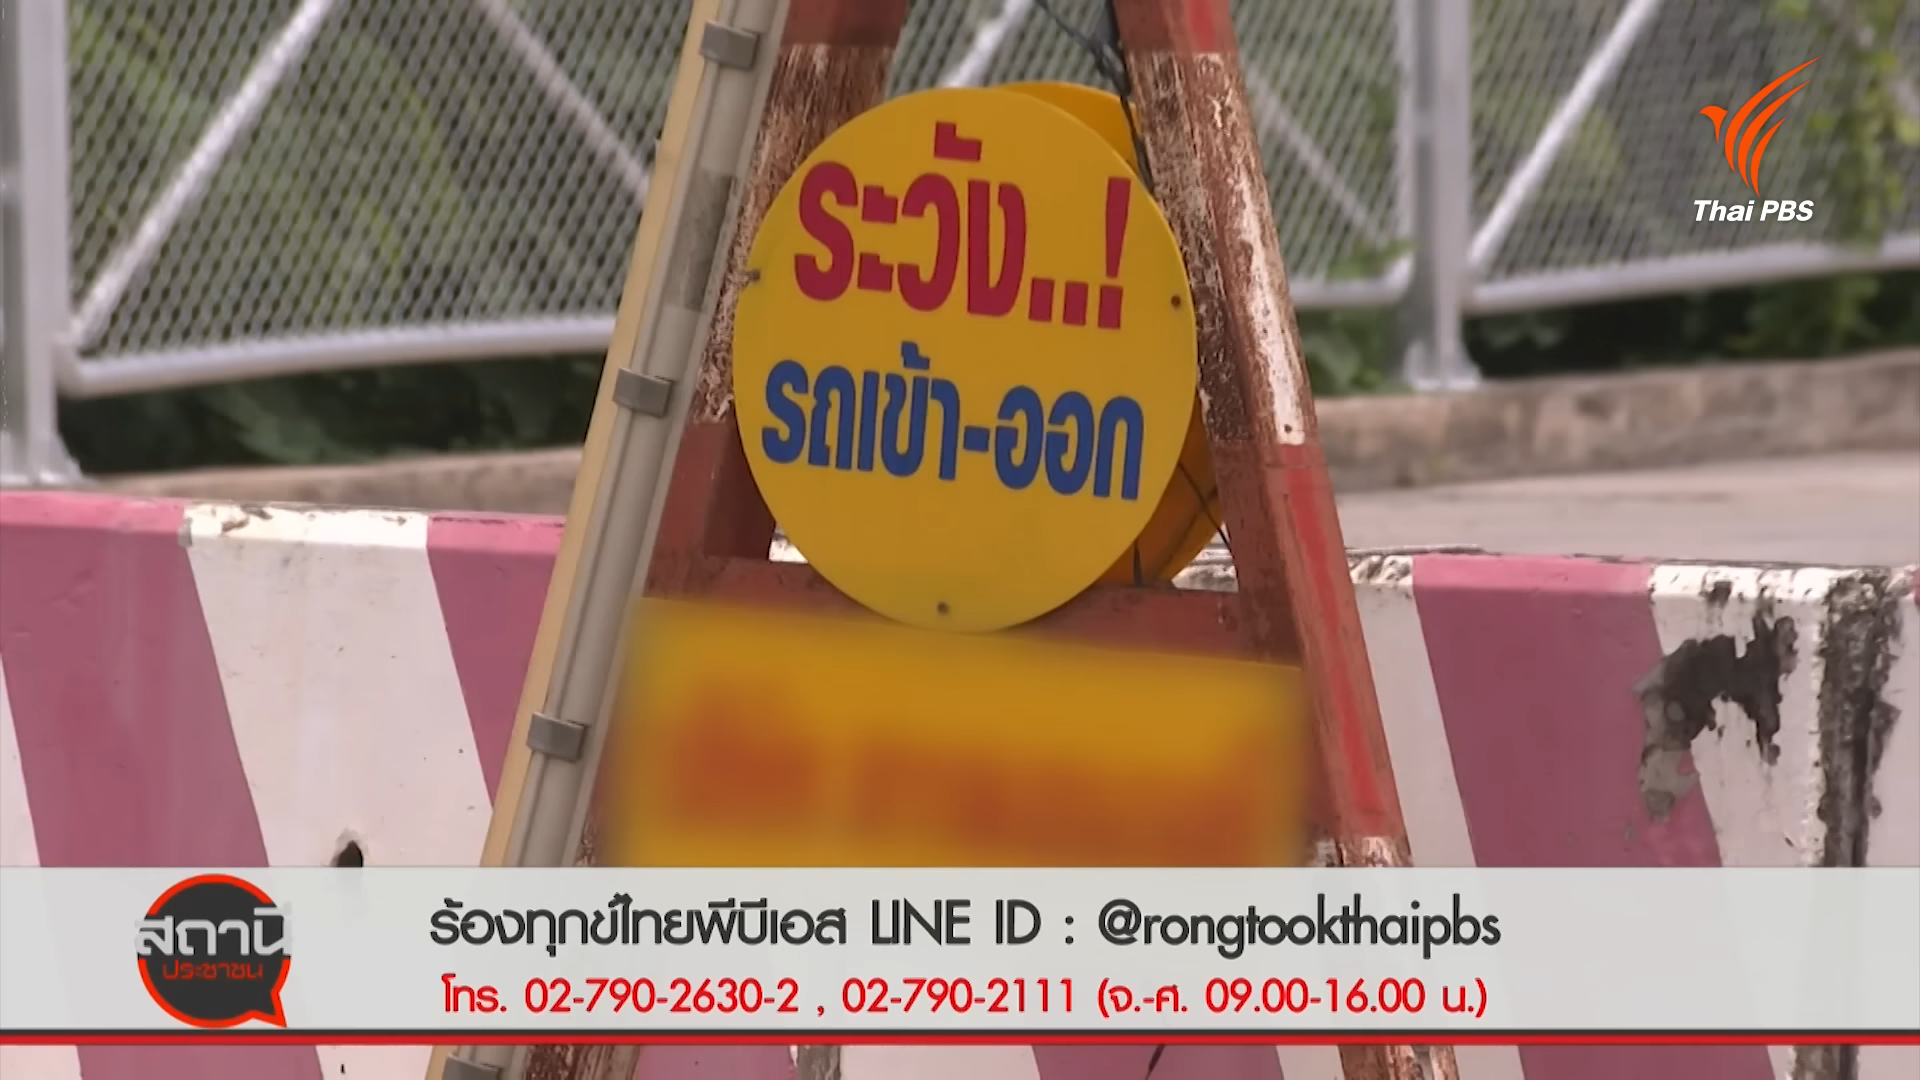 ระวัง..!
รถเข้า-ออก
Thai PBS
สถานี
ประชาชน
ร้องทุกข์ไทยพีบีเอส LINE ID : @rongtookthaipbs
โทร. 02-790-2630-2 , 02-790-2111 (จ.-ศ. 09.00-16.00 น.)